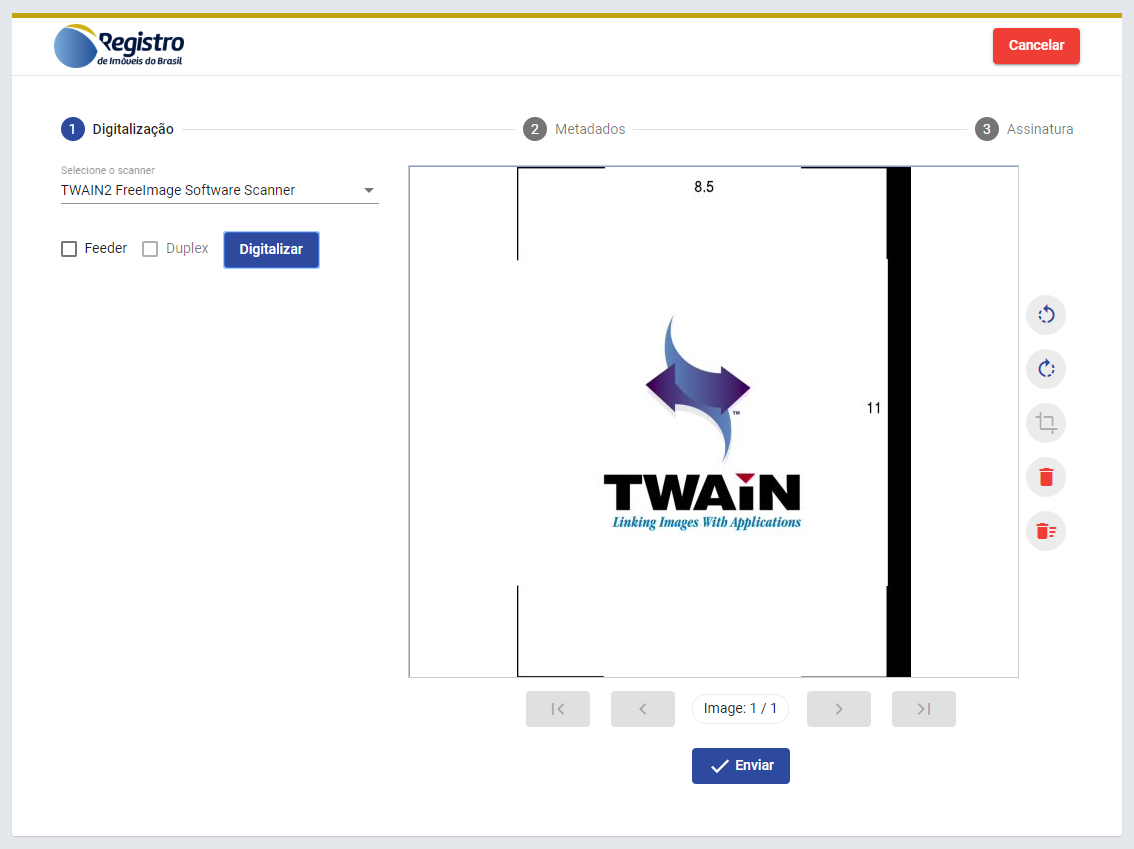 Registro
de Imóveis do Brasil
Cancelar
1 Digitalização
2 Metadados
3 Assinatura
Selecione o scanner
TWAIN2 FreeImage Software Scanner
Feeder
Duplex
Digitalizar
8.5
11
TM
TWAIN
Linking Images With Applications
Image: 1 / 1
Enviar